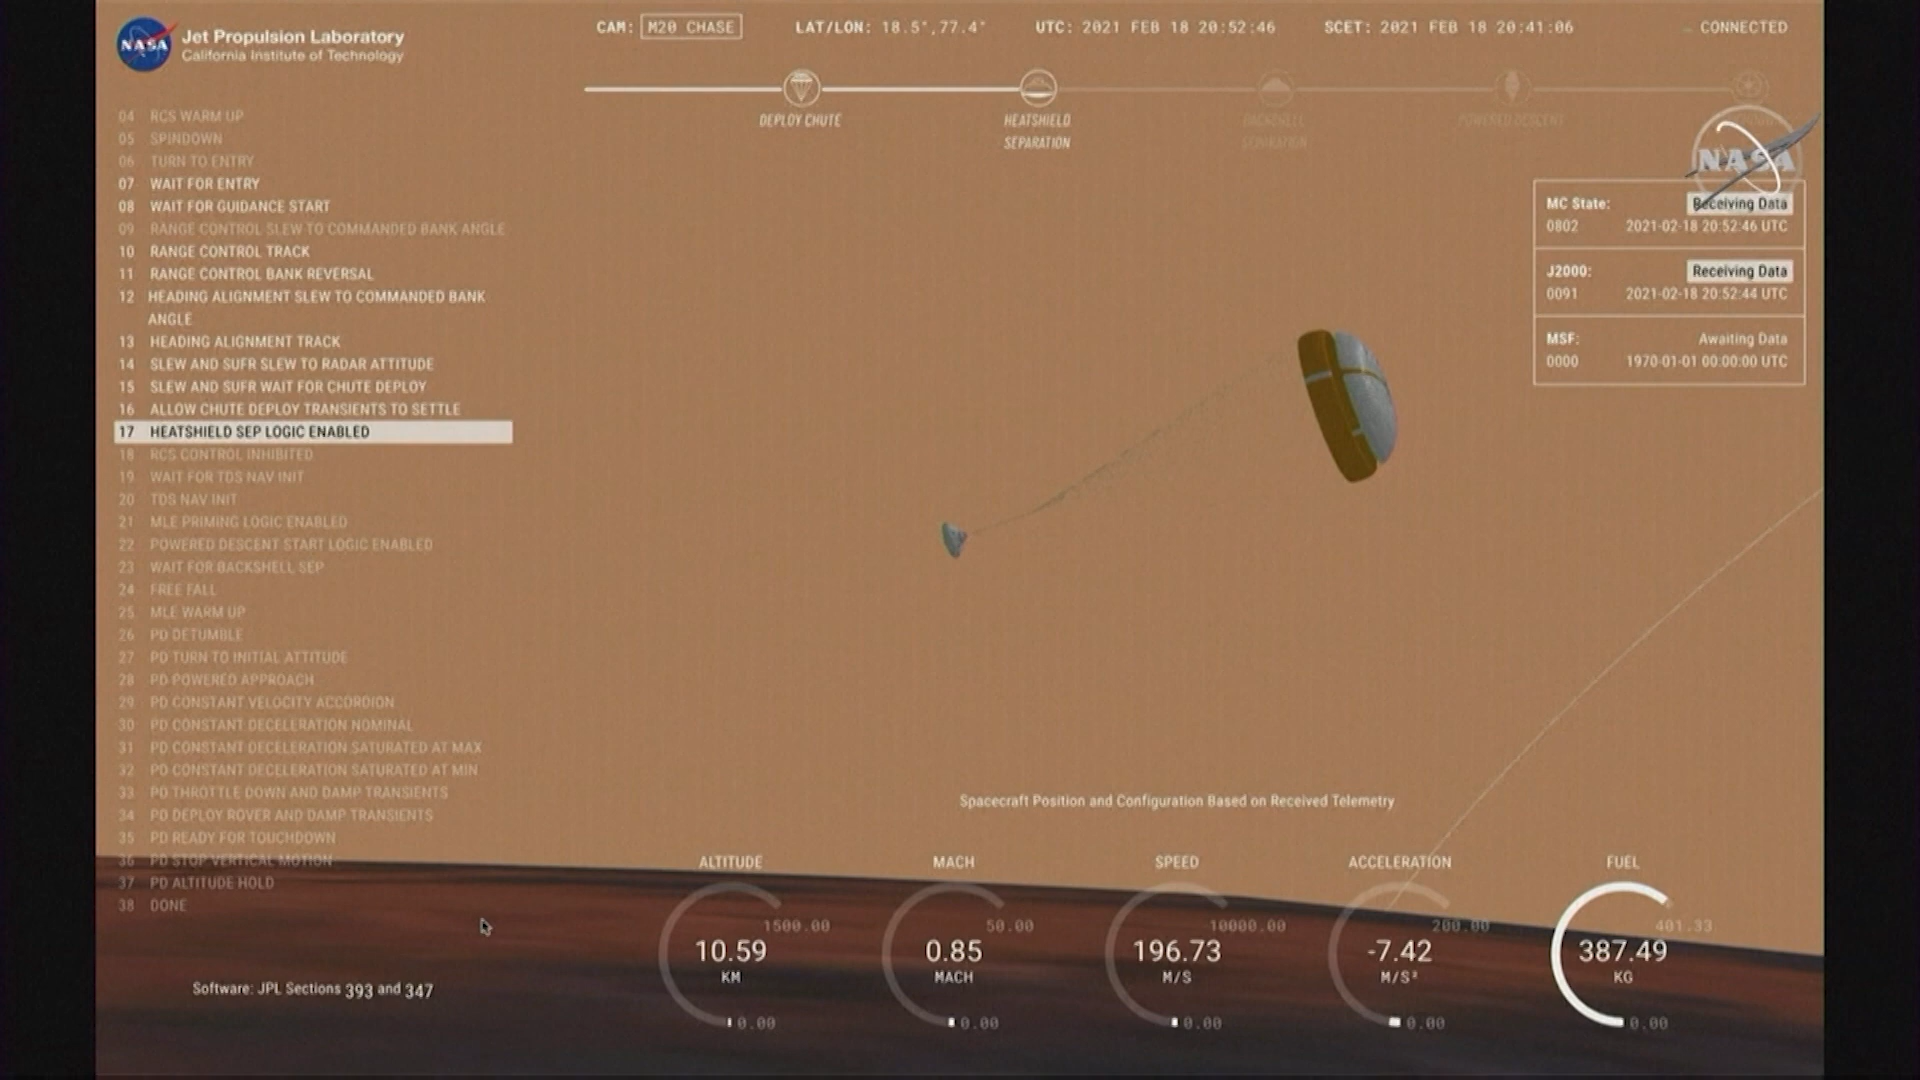 NASA
Jet Propulsion Laboratory
California Institute of Technology
CAM: M20 CHASE
LAT/LON: 18.5°,77.4°
UTC: 2021 FEB 18 20:52:46
SCET: 2021 FEB 18 20:41:06
CONNECTED
DEPLOY CHUTE
HEATSHIELD
SEPARATION
BACKSHELL
SEPARATION
POWERED DESCENT
NASA
04 RCS WARM UP
05 SPINDOWN
06 TURN TO ENTRY
07 WAIT FOR ENTRY
08 WAIT FOR GUIDANCE START
09 RANGE CONTROL SLEW TO COMMANDED BANK ANGLE
10 RANGE CONTROL TRACK
11 RANGE CONTROL BANK REVERSAL
12 HEADING ALIGNMENT SLEW TO COMMANDED BANK
ANGLE
13 HEADING ALIGNMENT TRACK
14 SLEW AND SUFR SLEW TO RADAR ATTITUDE
15 SLEW AND SUFR WAIT FOR CHUTE DEPLOY
16 ALLOW CHUTE DEPLOY TRANSIENTS TO SETTLE
17 HEATSHIELD SEP LOGIC ENABLED
18 RCS CONTROL INHIBITED
19 WAIT FOR TDS NAV INIT
20 TDS NAV INIT
21 MLE PRIMING LOGIC ENABLED
22 POWERED DESCENT START LOGIC ENABLED
23 WAIT FOR BACKSHELL SEP
24 FREE FALL
25 MLE WARM UP
26 PD DETUMBLE
27 PD TURN TO INITIAL ATTITUDE
28 PD POWERED APPROACH
29 PD CONSTANT VELOCITY ACCORDION
30 PD CONSTANT DECELERATION NOMINAL
31 PD CONSTANT DECELERATION SATURATED AT MAX
32 PD CONSTANT DECELERATION SATURATED AT MIN
33 PD THROTTLE DOWN AND DAMP TRANSIENTS
34 PD DEPLOY ROVER AND DAMP TRANSIENTS
35 PD READY FOR TOUCHDOWN
36 PD STOP VERTICAL MOTION
37 PD ALTITUDE HOLD
38 DONE
MC State: Receiving Data
0802 2021-02-18 20:52:46 UTC
J2000: Receiving Data
0091 2021-02-18 20:52:44 UTC
MSF: Awaiting Data
0000 1970-01-01 00:00:00 UTC
Spacecraft Position and Configuration Based on Received Telemetry
ALTITUDE MACH SPEED ACCELERATION FUEL
1500.00 50.00 10000.00 200.00 401.33
10.59 0.85 196.73 -7.42 387.49
KM MACH M/S M/S² KG
0.00 0.00 0.00 0.00 0.00
Software: JPL Sections 393 and 347